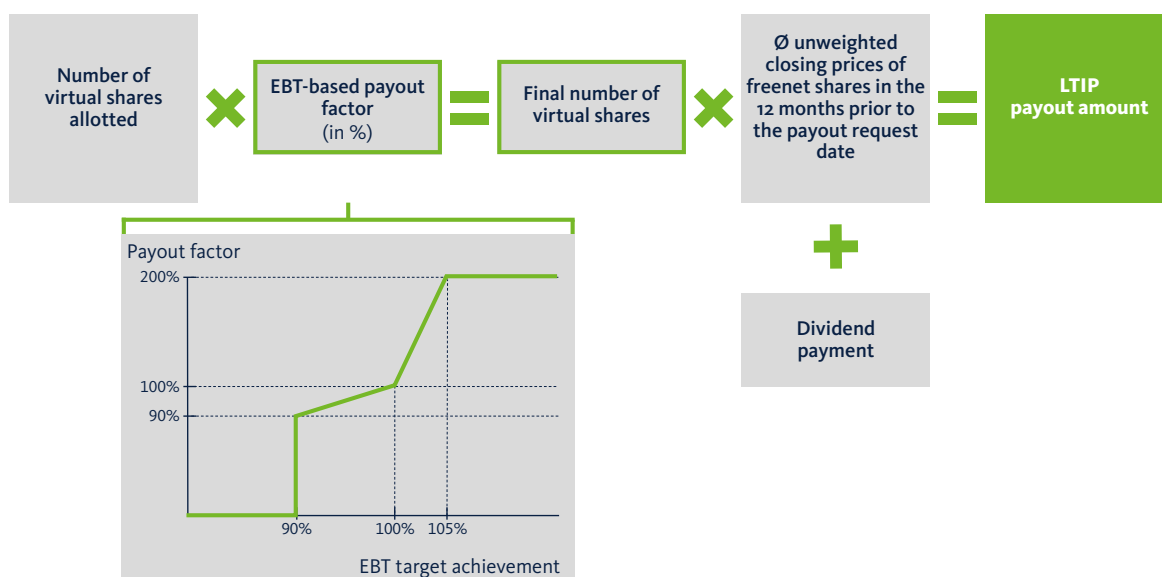 Number of
virtual shares
allotted
EBT-based payout
factor
(in %)
Final number of
virtual shares
Ø unweighted
closing prices of
freenet shares in the
12 months prior to
the payout request
date
LTIP
payout amount
Dividend
payment
Payout factor
200%
100%
90%
90% 100% 105%
EBT target achievement